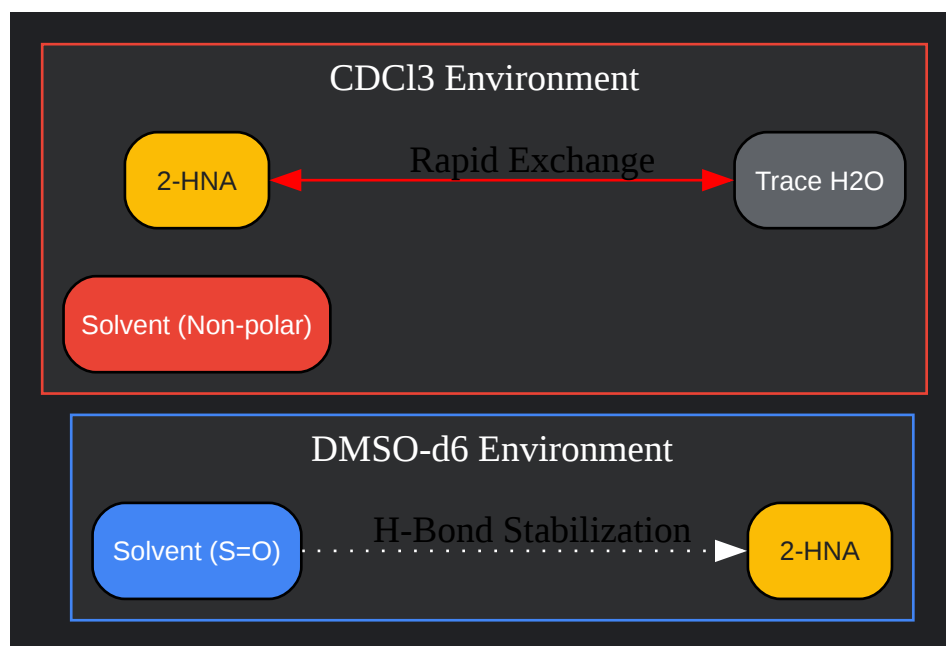 CDCl3 Environment
Rapid Exchange
2-HNA
Trace H2O
Solvent (Non-polar)
DMSO-d6 Environment
H-Bond Stabilization
Solvent (S=O)
2-HNA